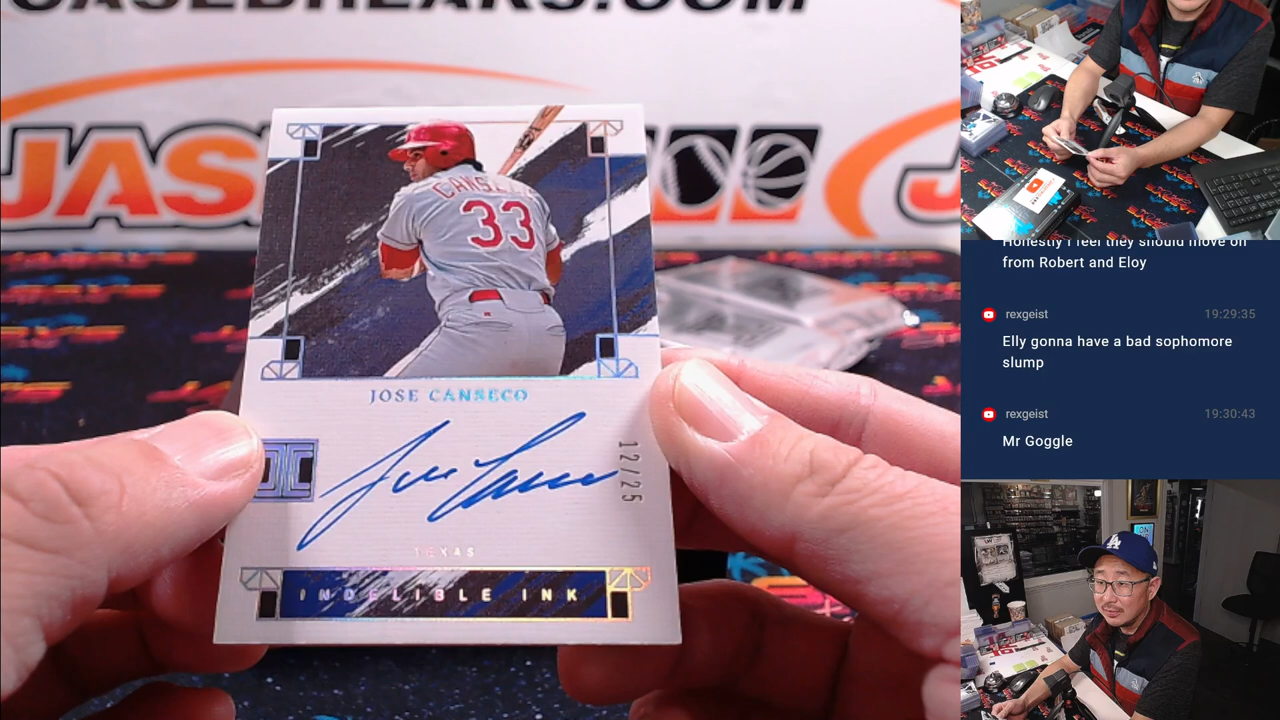 CASEBREAKS.COM
JAS
CANSECO
33
JOSE CANSECO
12/25
TEXAS
INDELIBLE INK
Honestly I feel they should move on
from Robert and Eloy
rexgeist 19:29:35
Elly gonna have a bad sophomore
slump
rexgeist 19:30:43
Mr Goggle
LA